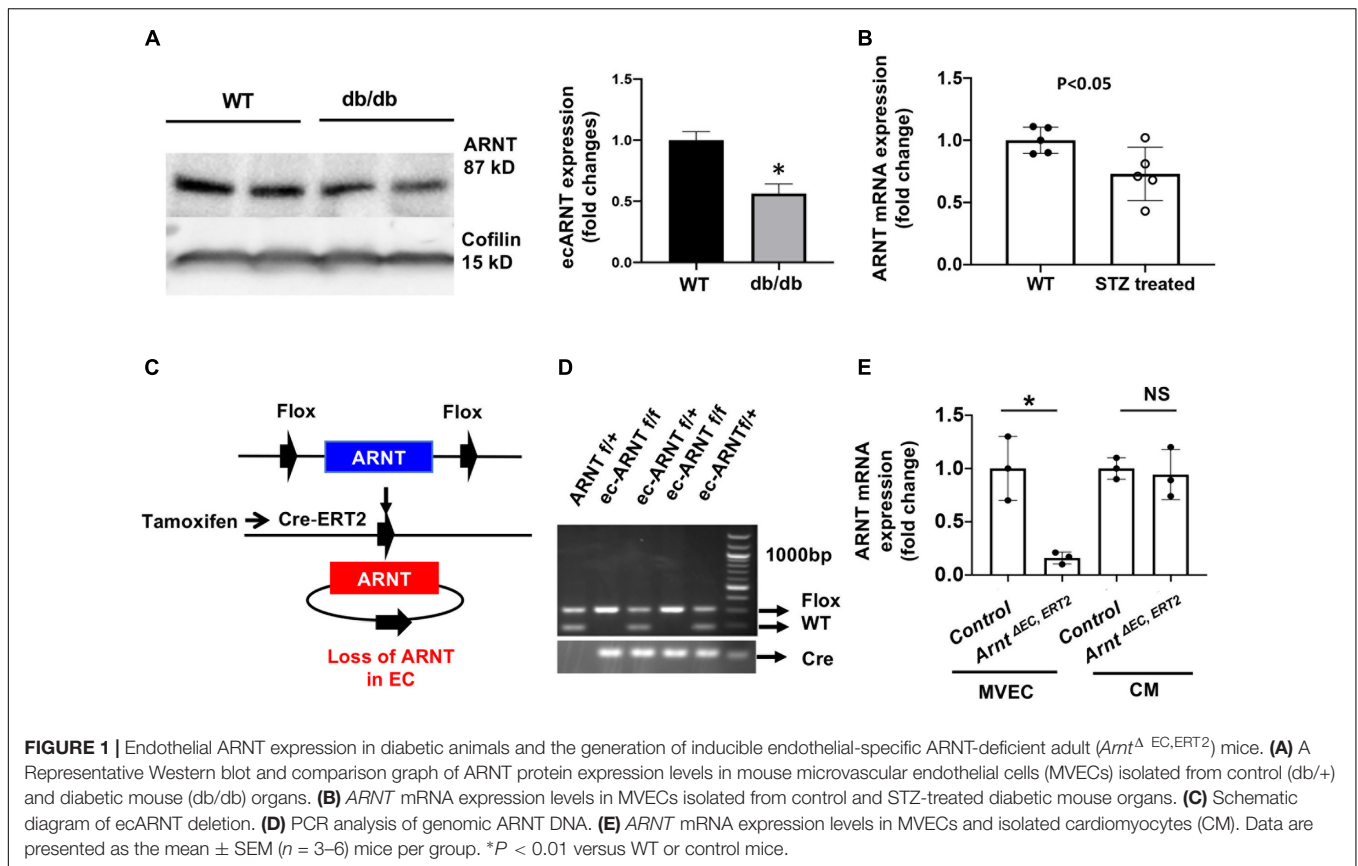 A
WT db/db
ARNT
87 kD
Cofilin
15 kD
ecARNT expression
(fold changes)
1.5
1.0
0.5
0.0
*
WT db/db
B
ARNT mRNA expression
(fold change)
1.5
1.0
0.5
0.0
P<0.05
WT STZ treated
C
Flox Flox
ARNT
Tamoxifen → Cre-ERT2
ARNT
Loss of ARNT
in EC
D
ARNT f/+
ec-ARNT f/f
ec-ARNT f/+
ec-ARNT f/f
ec-ARNTf/+
1000bp
Flox
WT
Cre
E
ARNT mRNA
expression
(fold change)
1.5
1.0
0.5
0.0
* NS
Control
Arnt ΔEC, ERT2
Control
Arnt ΔEC, ERT2
MVEC CM
FIGURE 1 | Endothelial ARNT expression in diabetic animals and the generation of inducible endothelial-specific ARNT-deficient adult (Arnt^Δ EC,ERT2) mice. (A) A
Representative Western blot and comparison graph of ARNT protein expression levels in mouse microvascular endothelial cells (MVECs) isolated from control (db/+)
and diabetic mouse (db/db) organs. (B) ARNT mRNA expression levels in MVECs isolated from control and STZ-treated diabetic mouse organs. (C) Schematic
diagram of ecARNT deletion. (D) PCR analysis of genomic ARNT DNA. (E) ARNT mRNA expression levels in MVECs and isolated cardiomyocytes (CM). Data are
presented as the mean ± SEM (n = 3–6) mice per group. *P < 0.01 versus WT or control mice.